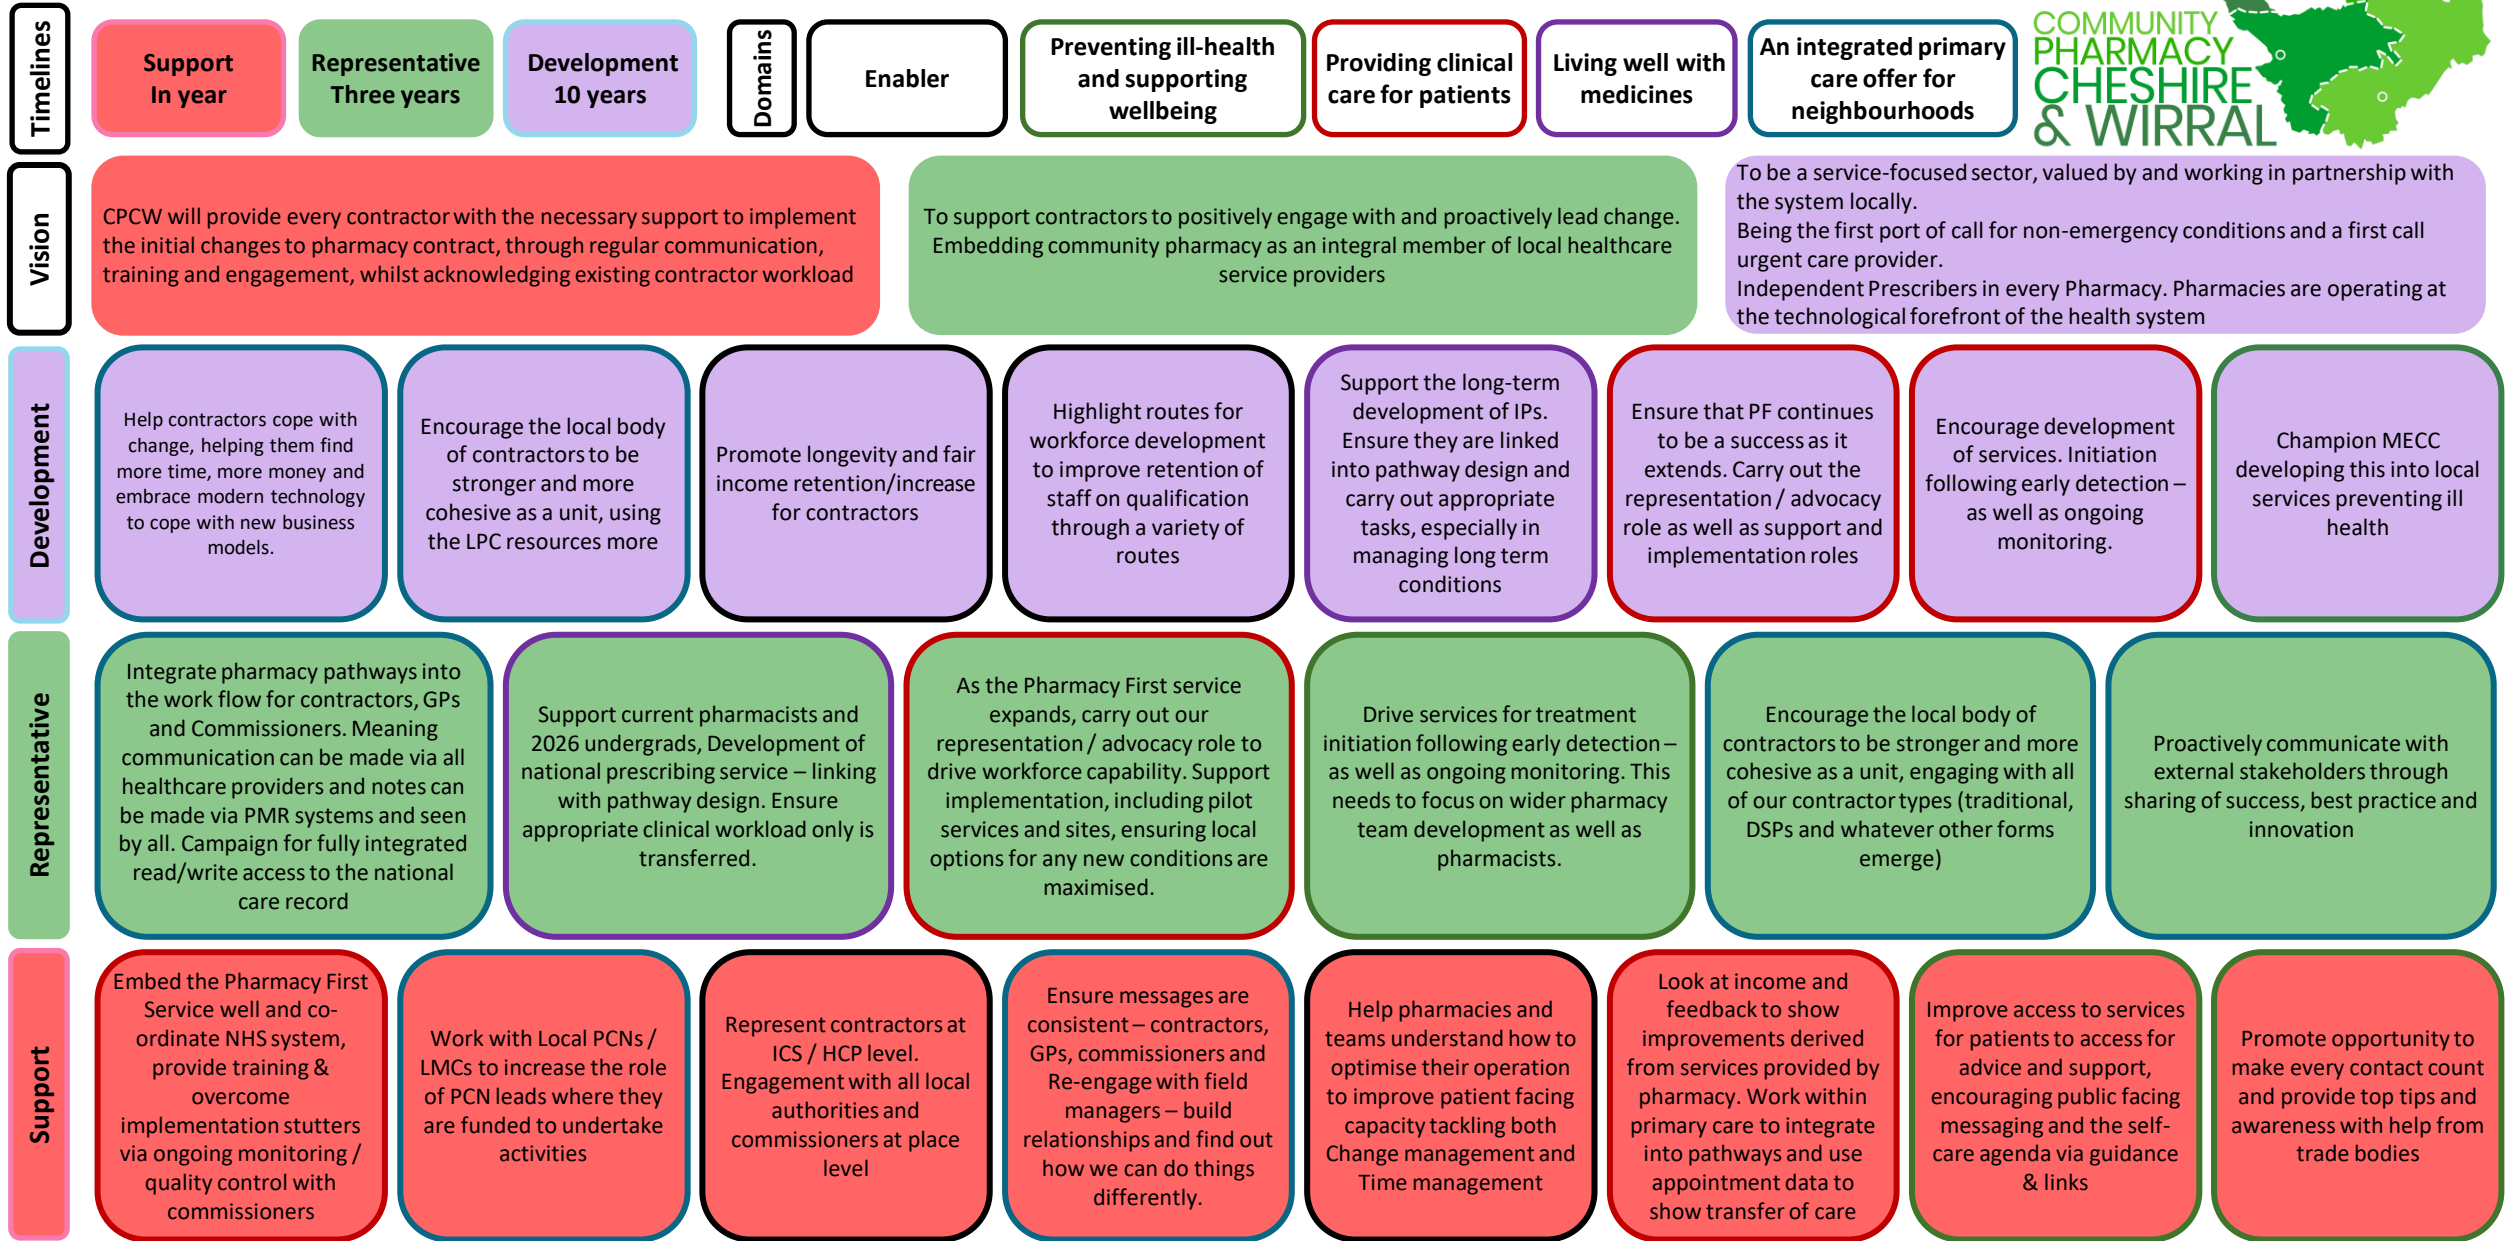 Timelines
Support
In year
Representative
Three years
Development
10 years
Domains
Enabler
Preventing ill-health
and supporting
wellbeing
Providing clinical
care for patients
Living well with
medicines
An integrated primary
care offer for
neighbourhoods
COMMUNITY
PHARMACY
CHESHIRE
& WIRRAL
Vision
CPCW will provide every contractor with the necessary support to implement
the initial changes to pharmacy contract, through regular communication,
training and engagement, whilst acknowledging existing contractor workload
To support contractors to positively engage with and proactively lead change.
Embedding community pharmacy as an integral member of local healthcare
service providers
To be a service-focused sector, valued by and working in partnership with
the system locally.
Being the first port of call for non-emergency conditions and a first call
urgent care provider.
Independent Prescribers in every Pharmacy. Pharmacies are operating at
the technological forefront of the health system
Development
Help contractors cope with
change, helping them find
more time, more money and
embrace modern technology
to cope with new business
models.
Encourage the local body
of contractors to be
stronger and more
cohesive as a unit, using
the LPC resources more
Promote longevity and fair
income retention/increase
for contractors
Highlight routes for
workforce development
to improve retention of
staff on qualification
through a variety of
routes
Support the long-term
development of IPs.
Ensure they are linked
into pathway design and
carry out appropriate
tasks, especially in
managing long term
conditions
Ensure that PF continues
to be a success as it
extends. Carry out the
representation / advocacy
role as well as support and
implementation roles
Encourage development
of services. Initiation
following early detection –
as well as ongoing
monitoring.
Champion MECC
developing this into local
services preventing ill
health
Representative
Integrate pharmacy pathways into
the work flow for contractors, GPs
and Commissioners. Meaning
communication can be made via all
healthcare providers and notes can
be made via PMR systems and seen
by all. Campaign for fully integrated
read/write access to the national
care record
Support current pharmacists and
2026 undergrads, Development of
national prescribing service – linking
with pathway design. Ensure
appropriate clinical workload only is
transferred.
As the Pharmacy First service
expands, carry out our
representation / advocacy role to
drive workforce capability. Support
implementation, including pilot
services and sites, ensuring local
options for any new conditions are
maximised.
Drive services for treatment
initiation following early detection –
as well as ongoing monitoring. This
needs to focus on wider pharmacy
team development as well as
pharmacists.
Encourage the local body of
contractors to be stronger and more
cohesive as a unit, engaging with all
of our contractor types (traditional,
DSPs and whatever other forms
emerge)
Proactively communicate with
external stakeholders through
sharing of success, best practice and
innovation
Support
Embed the Pharmacy First
Service well and co-
ordinate NHS system,
provide training &
overcome
implementation stutters
via ongoing monitoring /
quality control with
commissioners
Work with Local PCNs /
LMCs to increase the role
of PCN leads where they
are funded to undertake
activities
Represent contractors at
ICS / HCP level.
Engagement with all local
authorities and
commissioners at place
level
Ensure messages are
consistent – contractors,
GPs, commissioners and
Re-engage with field
managers – build
relationships and find out
how we can do things
differently.
Help pharmacies and
teams understand how to
optimise their operation
to improve patient facing
capacity tackling both
Change management and
Time management
Look at income and
feedback to show
improvements derived
from services provided by
pharmacy. Work within
primary care to integrate
into pathways and use
appointment data to
show transfer of care
Improve access to services
for patients to access for
advice and support,
encouraging public facing
messaging and the self-
care agenda via guidance
& links
Promote opportunity to
make every contact count
and provide top tips and
awareness with help from
trade bodies